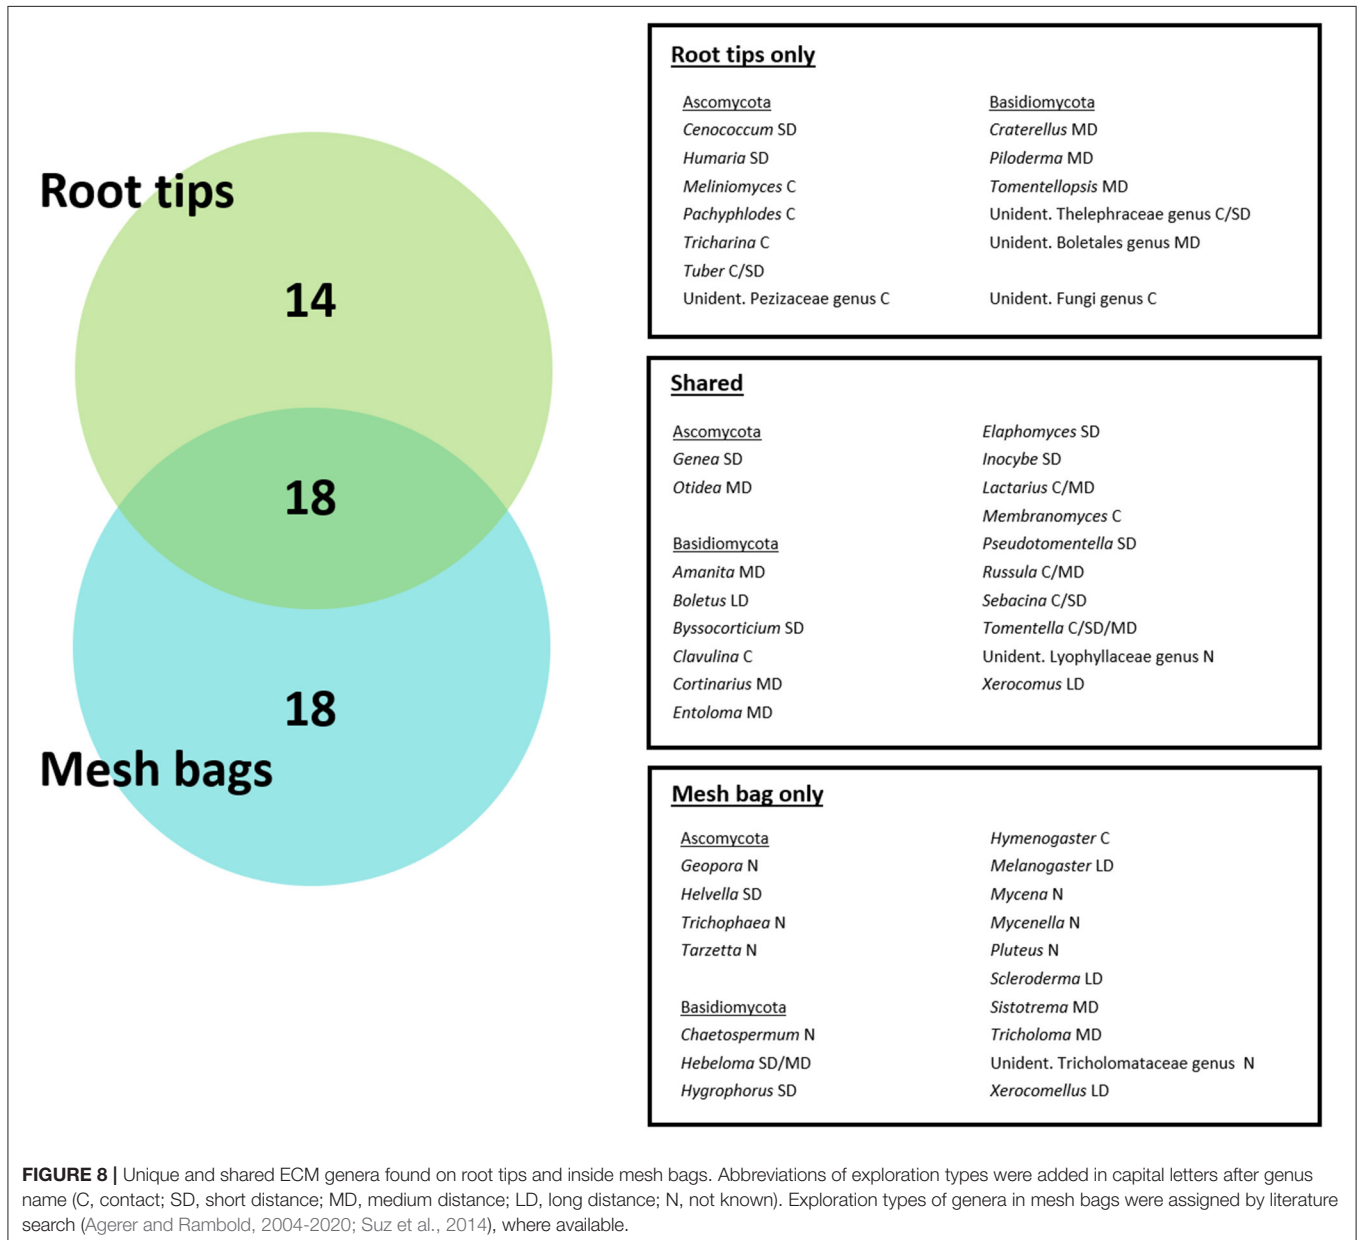 Root tips
14
18
18
Mesh bags
Root tips only
Ascomycota
Cenococcum SD
Humaria SD
Meliniomyces C
Pachyphlodes C
Tricharina C
Tuber C/SD
Unident. Pezizaceae genus C
Basidiomycota
Craterellus MD
Piloderma MD
Tomentellopsis MD
Unident. Thelephraceae genus C/SD
Unident. Boletales genus MD
Unident. Fungi genus C
Shared
Ascomycota
Genea SD
Otidea MD
Basidiomycota
Amanita MD
Boletus LD
Byssocorticium SD
Clavulina C
Cortinarius MD
Entoloma MD
Elaphomyces SD
Inocybe SD
Lactarius C/MD
Membranomyces C
Pseudotomentella SD
Russula C/MD
Sebacina C/SD
Tomentella C/SD/MD
Unident. Lyophyllaceae genus N
Xerocomus LD
Mesh bag only
Ascomycota
Geopora N
Helvella SD
Trichophaea N
Tarzetta N
Basidiomycota
Chaetospermum N
Hebeloma SD/MD
Hygrophorus SD
Hymenogaster C
Melanogaster LD
Mycena N
Mycenella N
Pluteus N
Scleroderma LD
Sistotrema MD
Tricholoma MD
Unident. Tricholomataceae genus N
Xerocomellus LD
FIGURE 8 | Unique and shared ECM genera found on root tips and inside mesh bags. Abbreviations of exploration types were added in capital letters after genus
name (C, contact; SD, short distance; MD, medium distance; LD, long distance; N, not known). Exploration types of genera in mesh bags were assigned by literature
search (Agerer and Rambold, 2004-2020; Suz et al., 2014), where available.